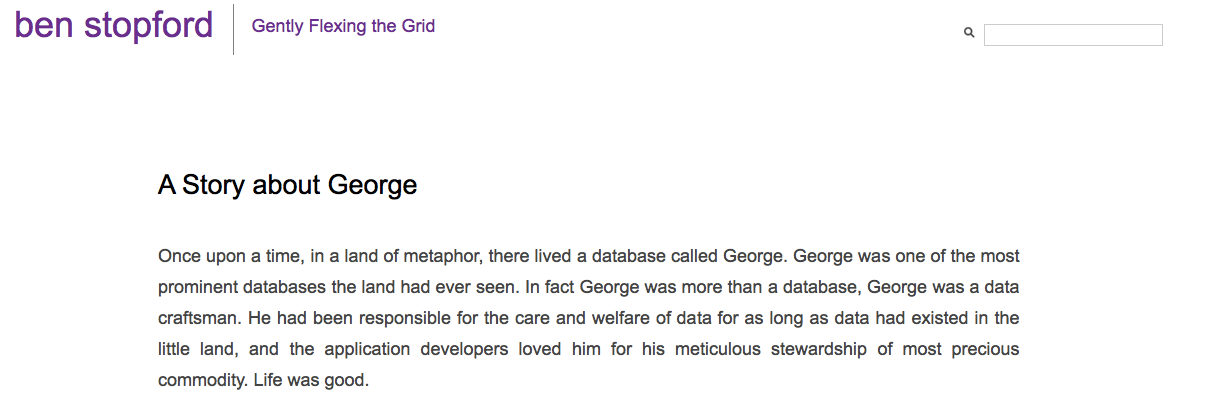 ben stopford
Gently Flexing the Grid
A Story about George
Once upon a time, in a land of metaphor, there lived a database called George. George was one of the most
prominent databases the land had ever seen. In fact George was more than a database, George was a data
craftsman. He had been responsible for the care and welfare of data for as long as data had existed in the
little land, and the application developers loved him for his meticulous stewardship of most precious
commodity. Life was good.